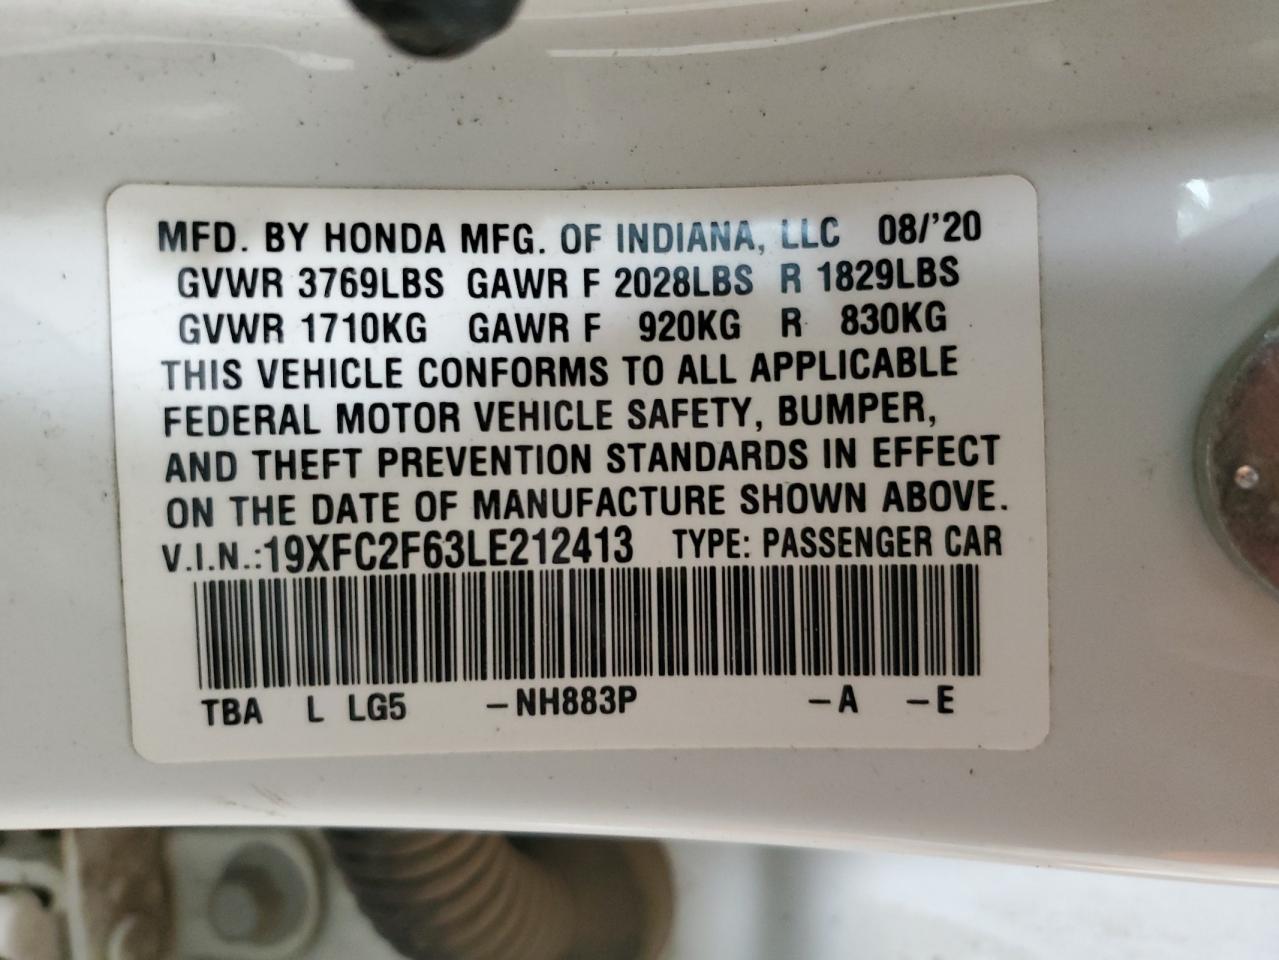 MFD. BY HONDA MFG. OF INDIANA, LLC 08/'20
GVWR 3769LBS GAWR F 2028LBS R 1829LBS
GVWR 1710KG GAWR F 920KG R 830KG
THIS VEHICLE CONFORMS TO ALL APPLICABLE
FEDERAL MOTOR VEHICLE SAFETY, BUMPER,
AND THEFT PREVENTION STANDARDS IN EFFECT
ON THE DATE OF MANUFACTURE SHOWN ABOVE.
V.I.N.:19XFC2F63LE212413 TYPE: PASSENGER CAR
TBA L LG5 –NH883P –A –E